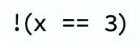 !(x == 3)